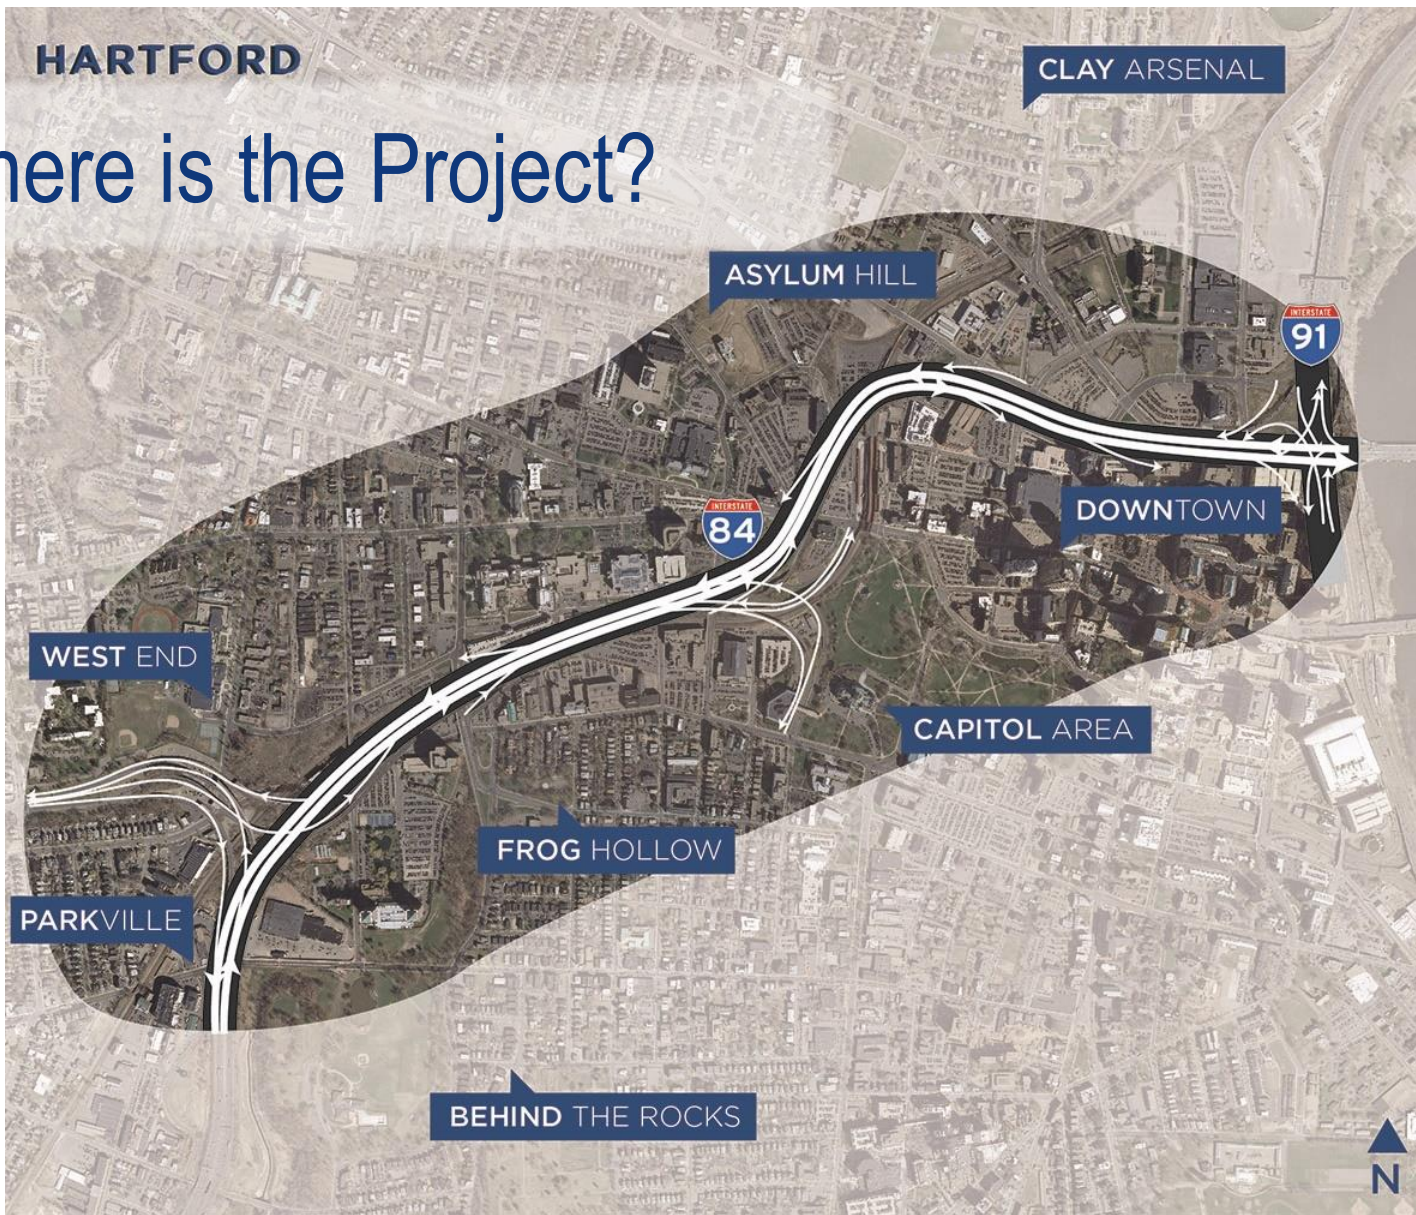 HARTFORD
CLAY ARSENAL
here is the Project?
ASYLUM HILL
INTERSTATE
91
INTERSTATE
84
DOWNTOWN
WEST END
CAPITOL AREA
FROG HOLLOW
PARKVILLE
BEHIND THE ROCKS
N